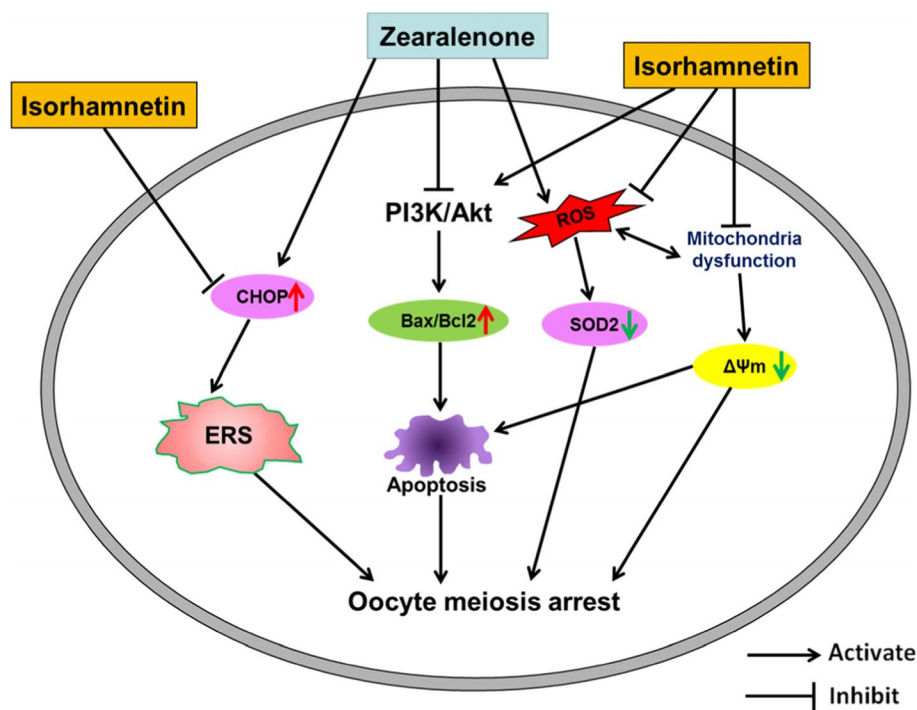 Zearalenone
Isorhamnetin
Isorhamnetin
PI3K/Akt
ROS
Mitochondria
dysfunction
CHOP
Bax/Bcl2
SOD2
ΔΨm
ERS
Apoptosis
Oocyte meiosis arrest
Activate
Inhibit